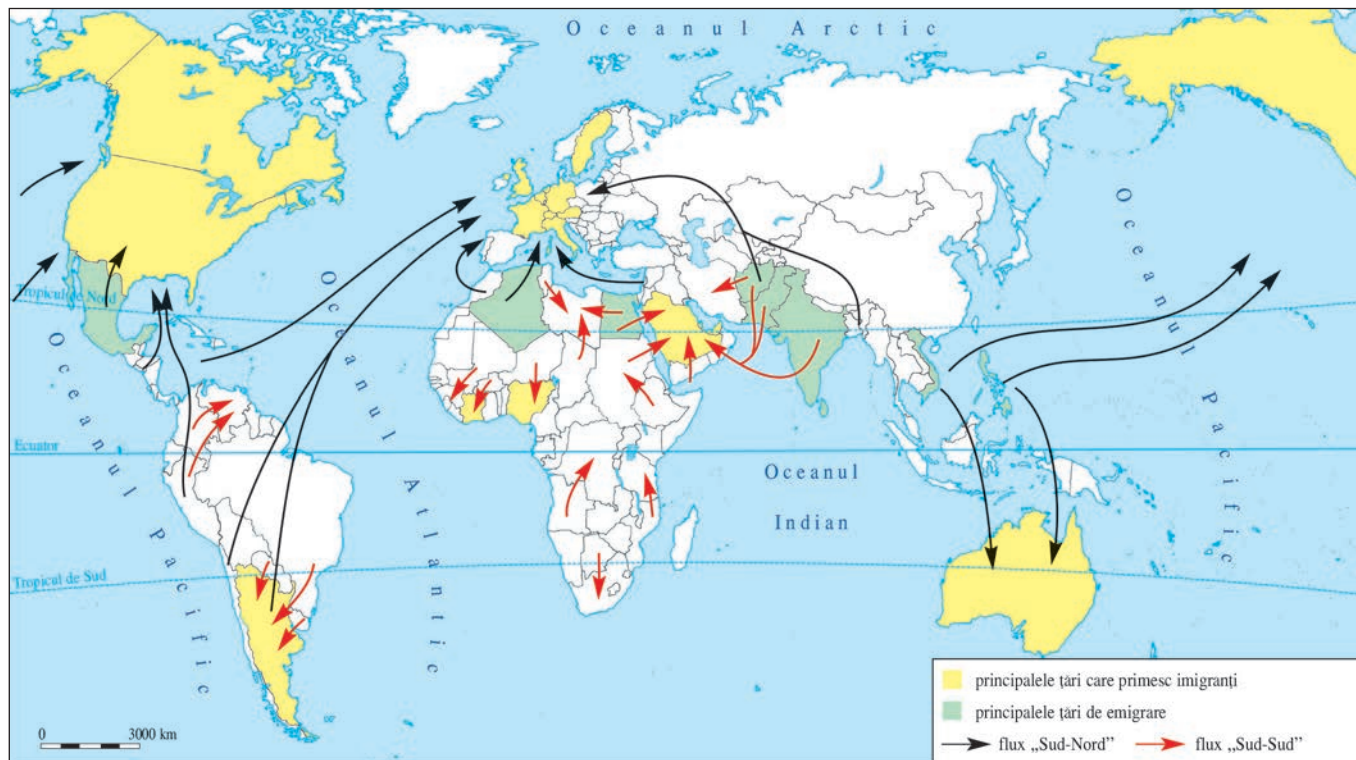 Oceanul Arctic
Tropicul de Nord
Oceanul Pacific
Oceanul Atlantic
Oceanul Pacific
Ecuator
Oceanul
Indian
Tropicul de Sud
0 3000 km
principalele țări care primesc imigranți
principalele țări de emigrare
flux „Sud-Nord” flux „Sud-Sud”